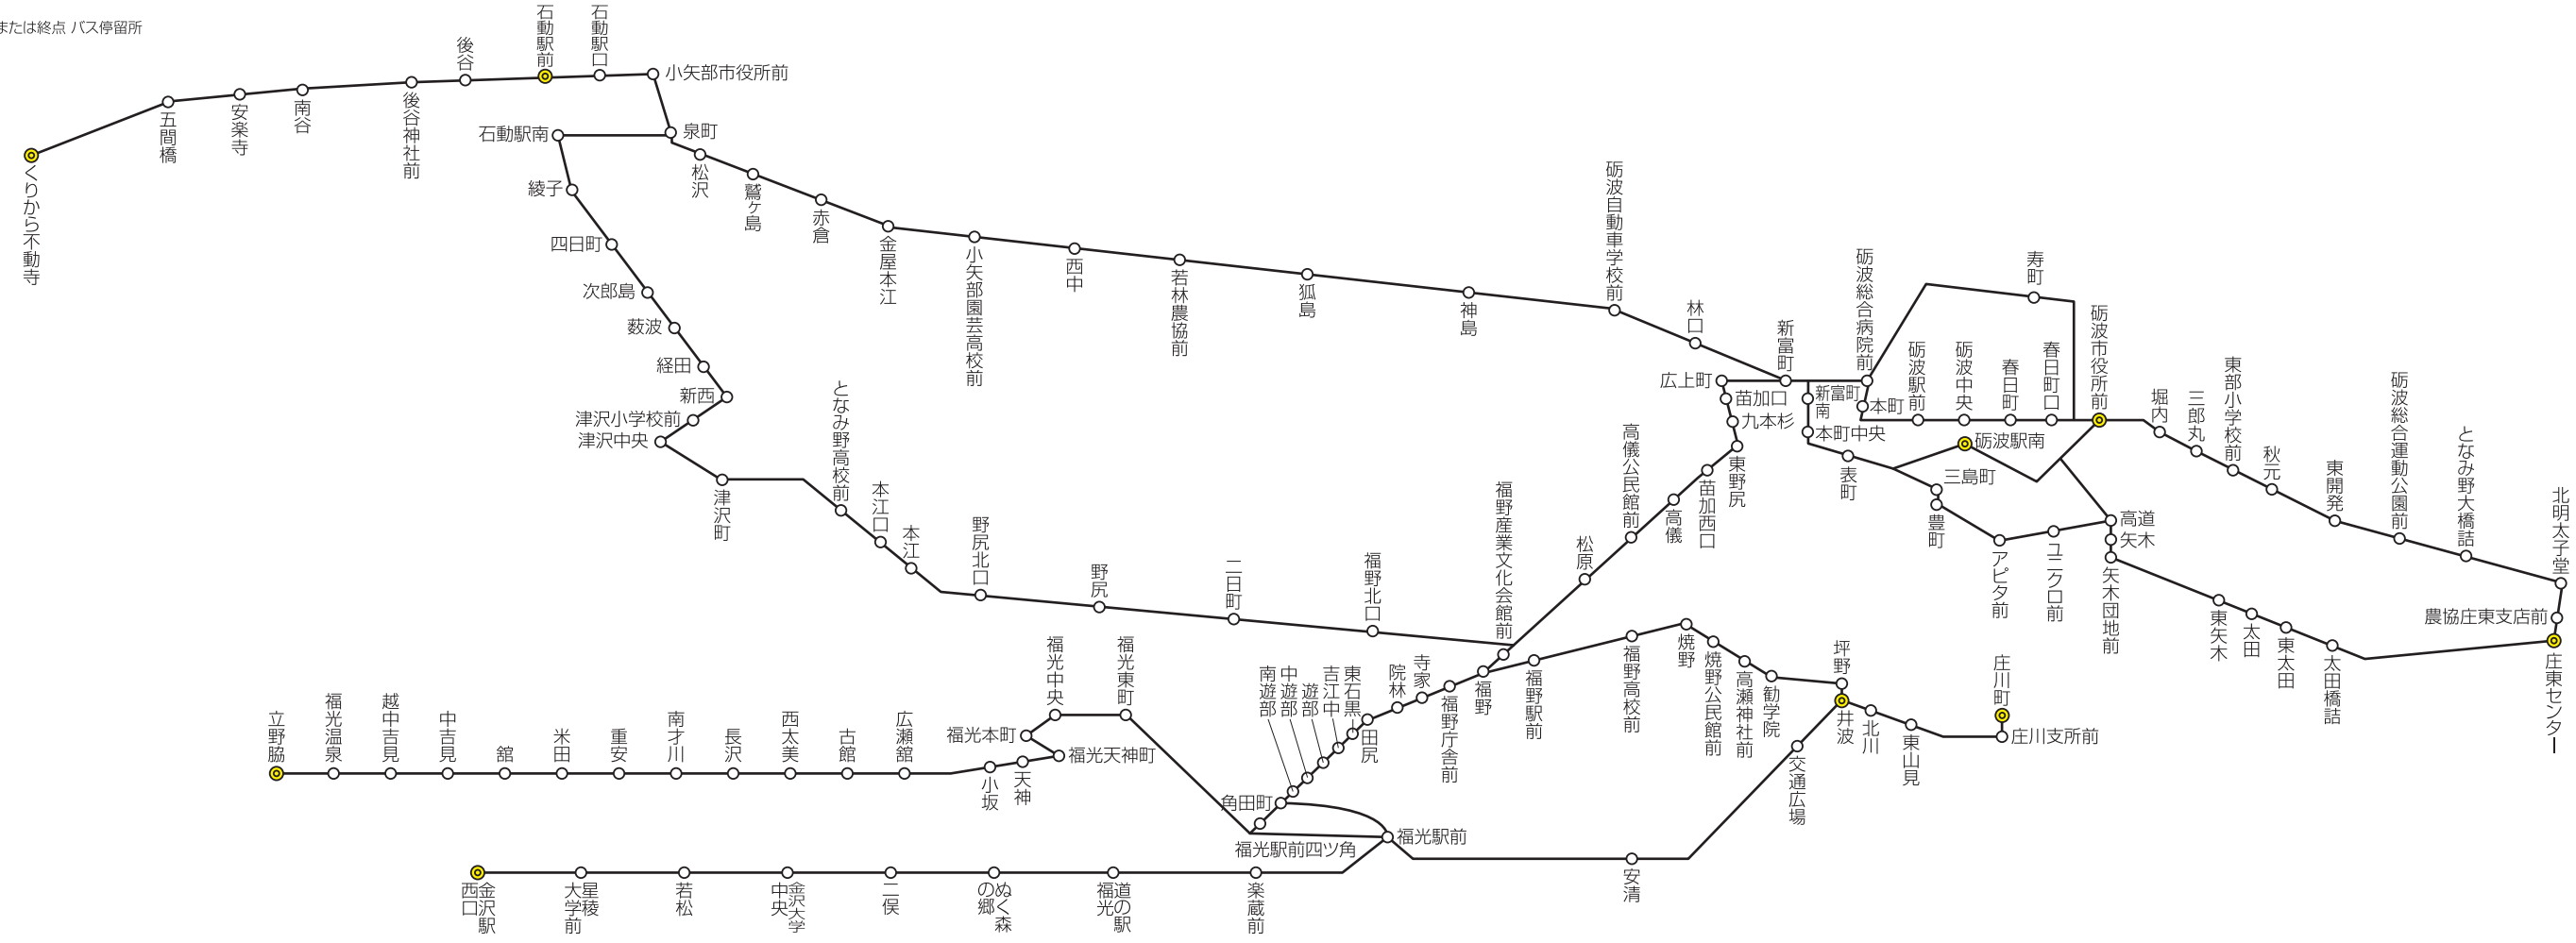 または終点 バス停留所
くりから不動寺
五間橋
安楽寺
南谷
後谷神社前
後谷
石動駅前
石動駅口
小矢部市役所前
石動駅南
泉町
松沢
鷲ヶ島
赤倉
金屋本江
小矢部園芸高校前
西中
若林農協前
狐島
神島
砺波自動車学校前
林口
新富町
綾子
四日町
次郎島
薮波
経田
新西
津沢小学校前
津沢中央
津沢町
となみ野高校前
本江口
本江
野尻北口
野尻
二日町
福野北口
福野産業文化会館前
松原
高儀公民館前
高儀
苗加西口
東野尻
九本杉
苗加口
広上町
新富町南
本町中央
表町
砺波総合病院前
本町
砺波駅前
砺波中央
春日町
春日町口
寿町
砺波市役所前
砺波駅南
三島町
豊町
アピタ前
ユニクロ前
高道
矢木
矢木団地前
東矢木
太田
東太田
太田橋詰
堀内
三郎丸
東部小学校前
秋元
東開発
砺波総合運動公園前
となみ野大橋詰
北明太子堂
農協庄東支店前
庄東センター
立野脇
福光温泉
越中吉見
中吉見
舘
米田
重安
南才川
長沢
西太美
古館
広瀬舘
小坂
天神
福光天神町
福光本町
福光中央
福光東町
南遊部
中遊部
遊部
吉江中
東石黒
田尻
院林
寺家
福野庁舎前
福野
福野駅前
福野高校前
焼野
焼野公民館前
高瀬神社前
勧学院
坪野
井波
北川
東山見
庄川町
庄川支所前
交通広場
安清
角田町
福光駅前四ツ角
福光駅前
金沢駅西口
星稜大学前
若松
金沢大学中央
二俣
ぬく森の郷
道の駅福光
楽蔵前